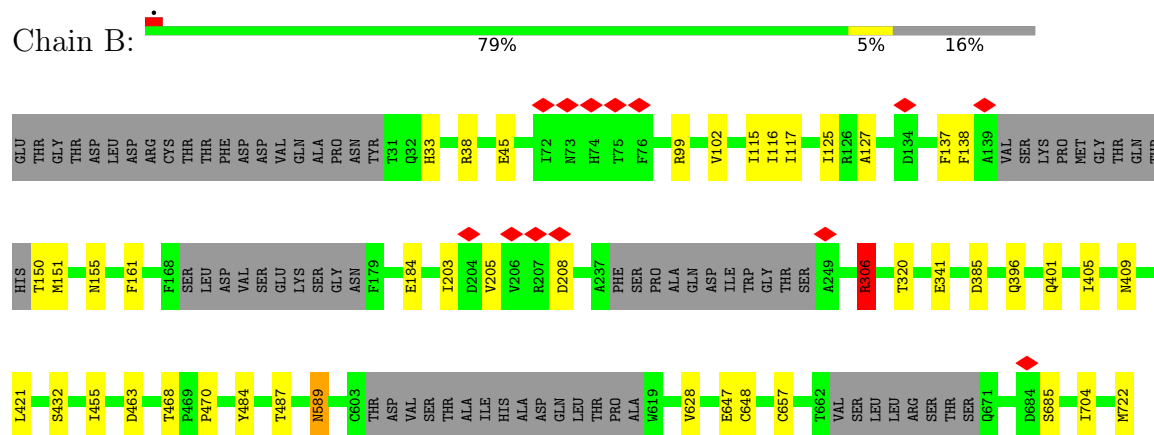 Chain B:
79% 5% 16%
GLU THR GLY THR ASP LEU ASP ARG CYS THR THR PHE ASP ASP VAL GLN ALA PRO ASN TYR T31 Q32 H33 R38 E45 I72 N73 H74 T75 F76 R99 V102 I115 I116 I117 I125 R126 A127 D134 F137 F138 A139 VAL SER LYS PRO MET GLY THR GLN
HIS T150 M151 N155 F161 F168 SER LEU ASP VAL SER GLU LYS SER GLY ASN F179 E184 I203 D204 V205 V206 R207 D208 A237 PHE SER PRO ALA GLN ASP ILE TRP GLY THR SER A249 R306 T320 E341 D385 Q396 Q401 I405 N409
L421 S432 I455 D463 T468 P469 P470 Y484 T487 N589 C603 THR ASP VAL SER THR ALA ILE HIS ALA ASP GLN LEU THR PRO ALA W619 V628 E647 C648 C657 T662 VAL SER LEU LEU ARG SER THR SER Q671 D684 S685 I704 M722